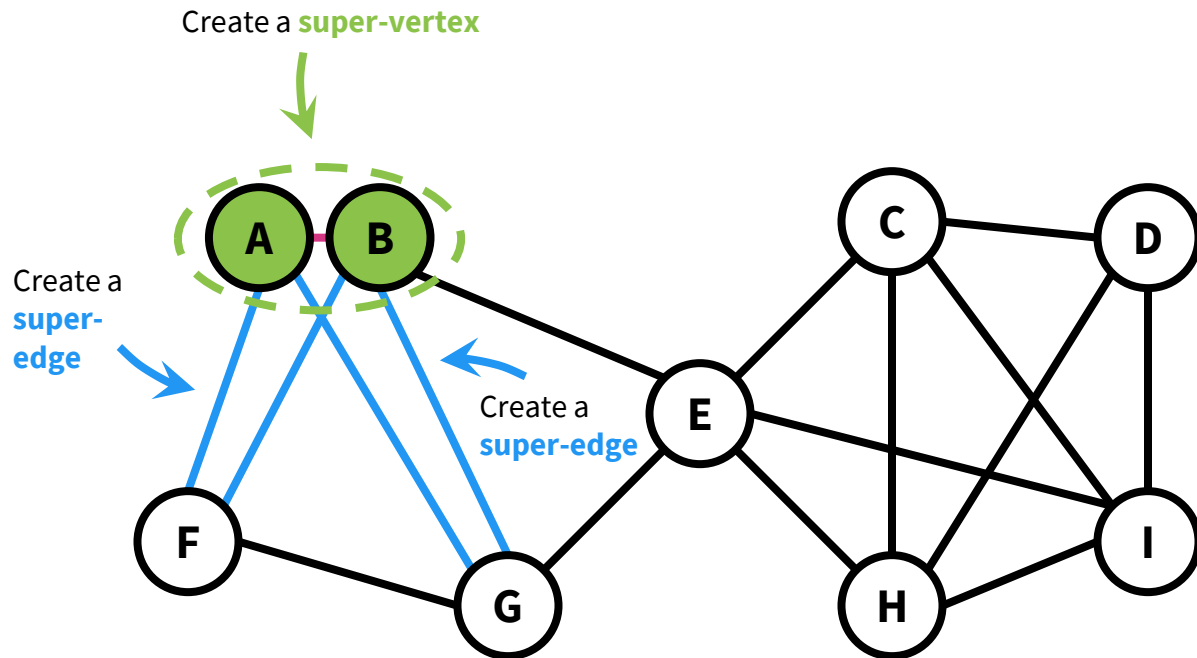 Create a super-vertex
A
B
C
D
Create a
super-
edge
Create a
super-edge
E
F
G
H
I